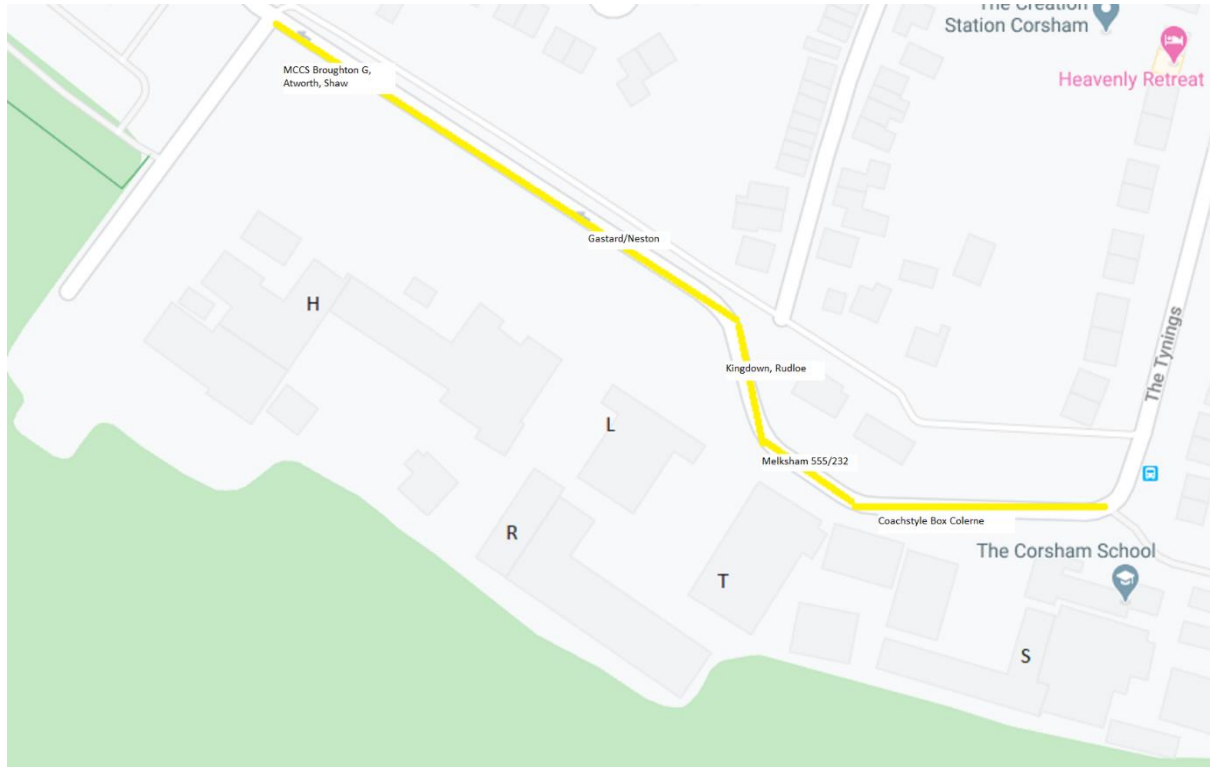 The Creation
Station Corsham
Heavenly Retreat
MCCS Broughton G,
Atworth, Shaw
Gastard/Neston
H
The Tynings
Kingdown, Rudloe
L
Melksham 555/232
Coachstyle Box Colerne
R
The Corsham School
T
S